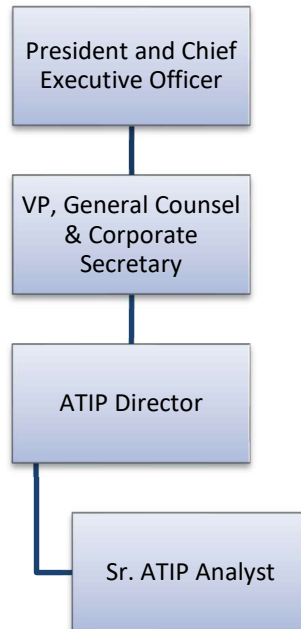 President and Chief
Executive Officer
VP, General Counsel
& Corporate
Secretary
ATIP Director
Sr. ATIP Analyst